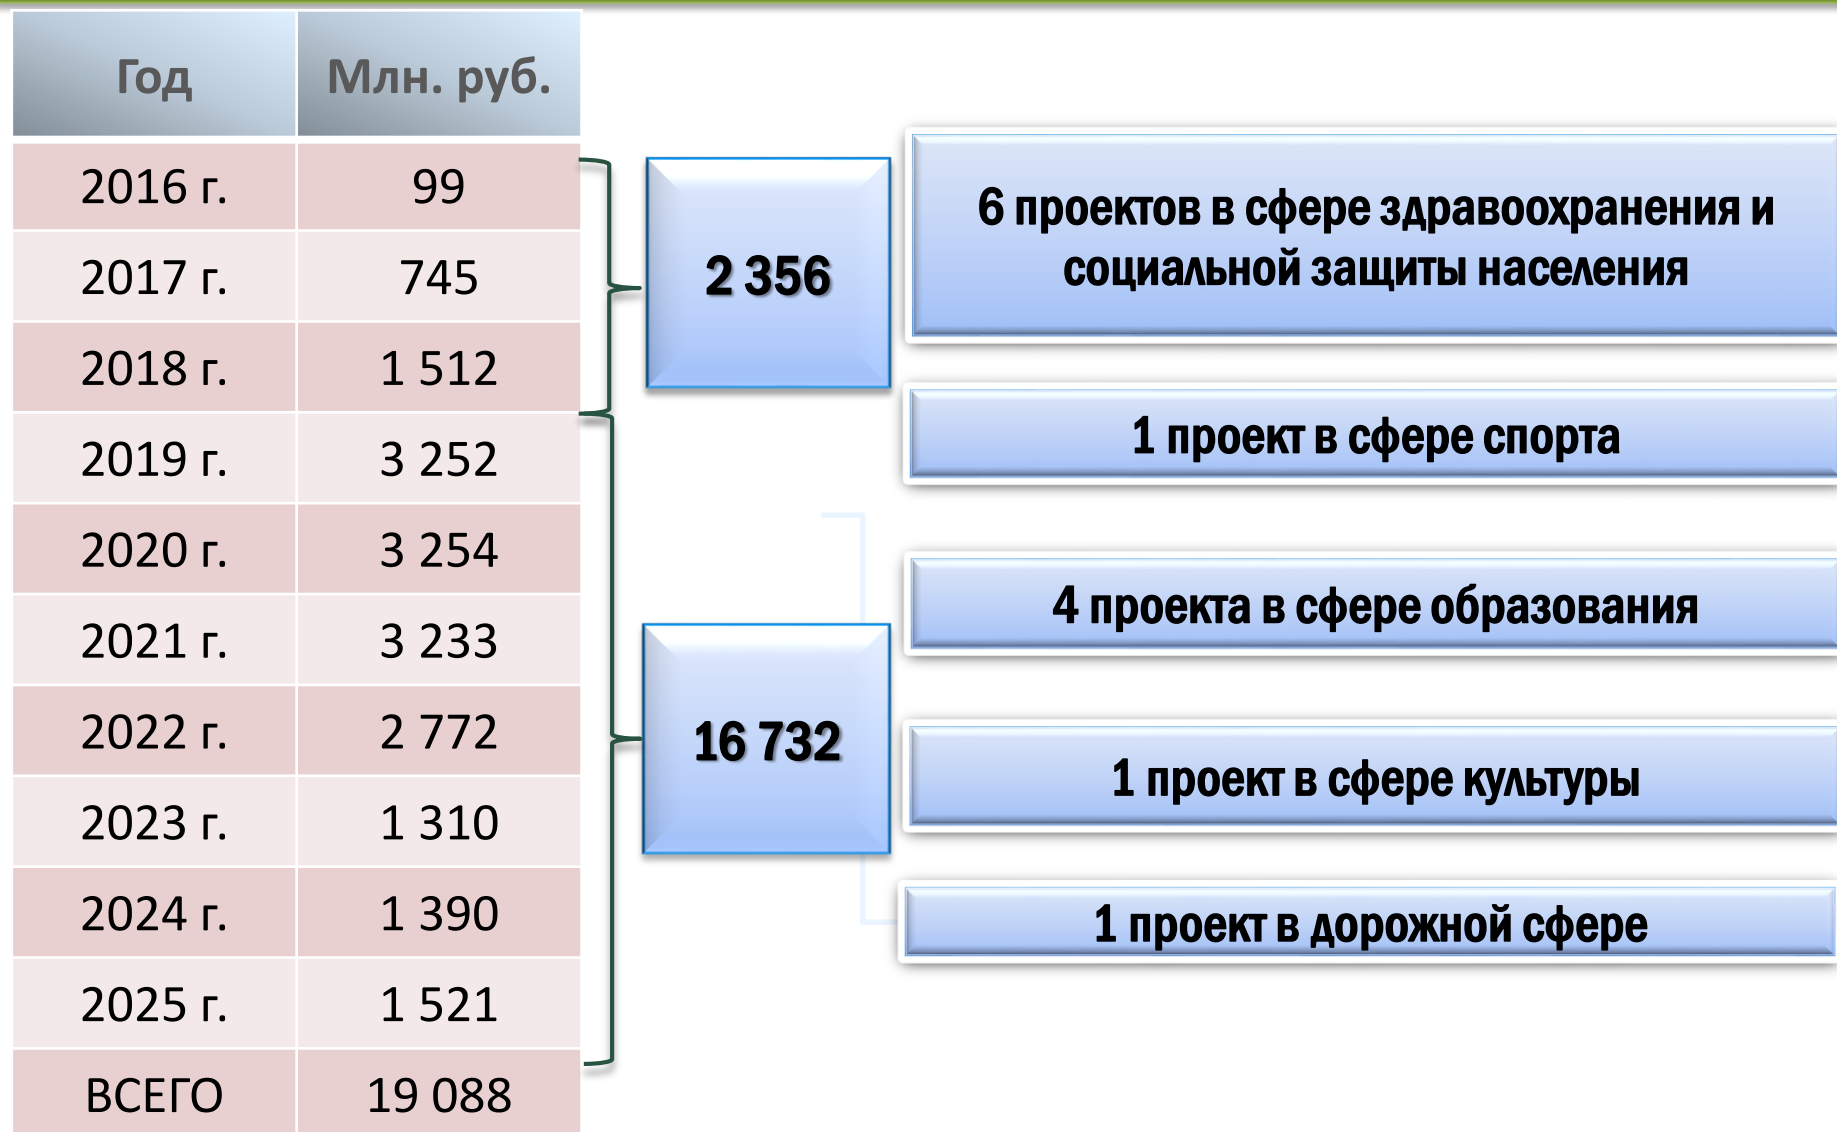 Год Млн. руб.
2016 г. 99
2017 г. 745
2018 г. 1 512
2019 г. 3 252
2020 г. 3 254
2021 г. 3 233
2022 г. 2 772
2023 г. 1 310
2024 г. 1 390
2025 г. 1 521
ВСЕГО 19 088
2 356
16 732
6 проектов в сфере здравоохранения и
социальной защиты населения
1 проект в сфере спорта
4 проекта в сфере образования
1 проект в сфере культуры
1 проект в дорожной сфере